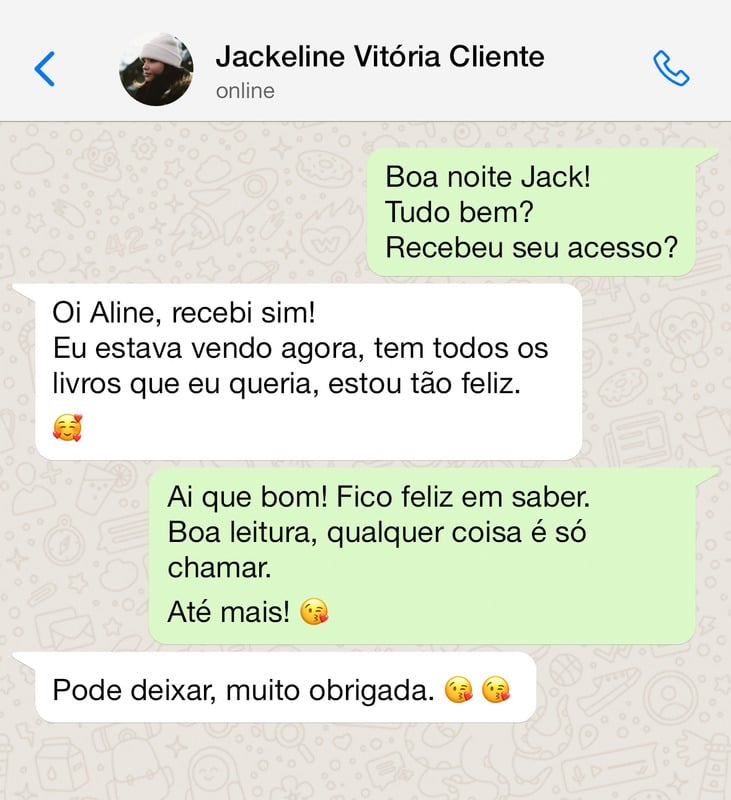 Jackeline Vitória Cliente
online
Boa noite Jack!
Tudo bem?
Recebeu seu acesso?
Oi Aline, recebi sim!
Eu estava vendo agora, tem todos os
livros que eu queria, estou tão feliz.
🥰
Ai que bom! Fico feliz em saber.
Boa leitura, qualquer coisa é só
chamar.
Até mais! 😘
Pode deixar, muito obrigada. 😘 😘